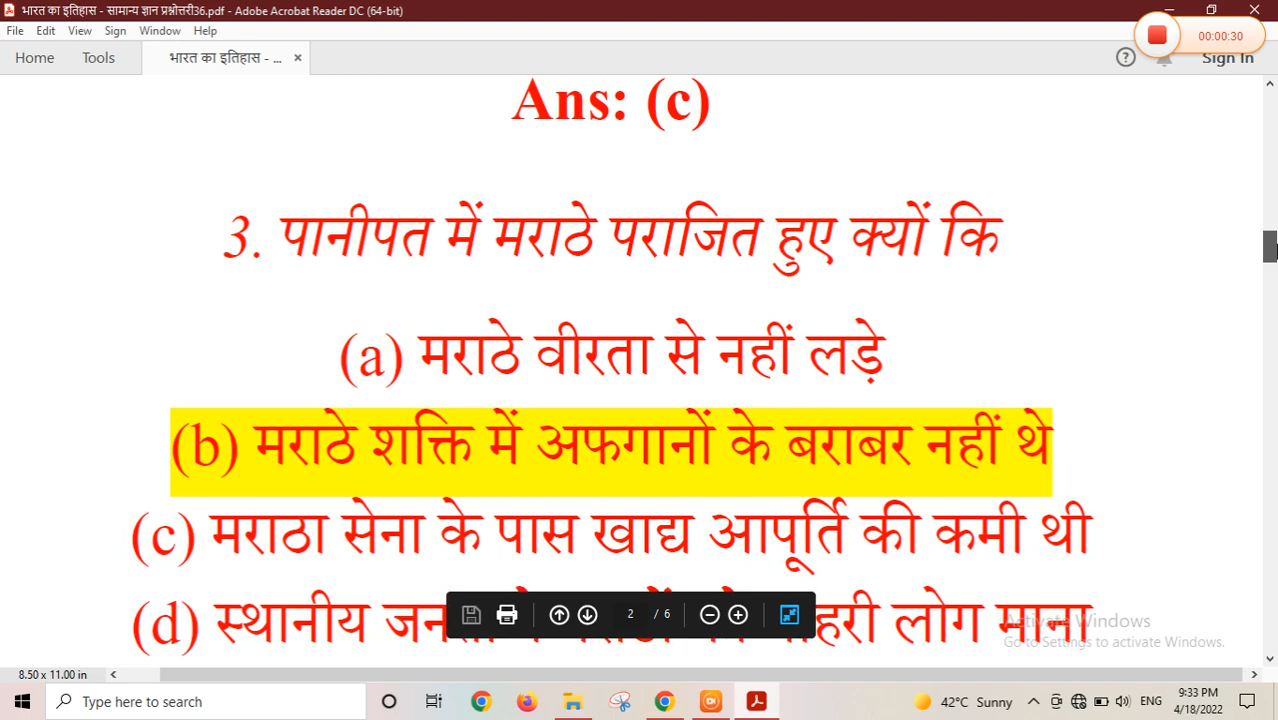 भारत का इतिहास - सामान्य ज्ञान प्रश्नोत्तरी36.pdf - Adobe Acrobat Reader DC (64-bit)
File Edit View Sign Window Help
00:00:30
Home Tools भारत का इतिहास - ... × Sign In
Ans: (c)
3. पानीपत में मराठे पराजित हुए क्यों कि
(a) मराठे वीरता से नहीं लड़े
(b) मराठे शक्ति में अफगानों के बराबर नहीं थे
(c) मराठा सेना के पास खाद्य आपूर्ति की कमी थी
(d) स्थानीय लोग माना
2 / 6
Activate Windows
Go to Settings to activate Windows.
8.50 x 11.00 in
Type here to search
42°C Sunny
ENG
9:33 PM
4/18/2022